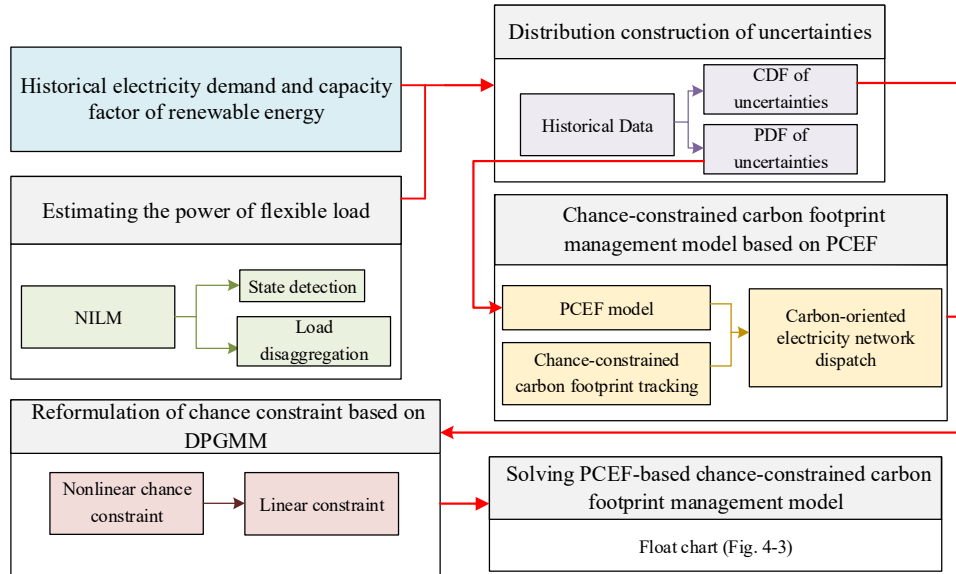 Historical electricity demand and capacity
factor of renewable energy
Distribution construction of uncertainties
Historical Data
CDF of
uncertainties
PDF of
uncertainties
Estimating the power of flexible load
NILM
State detection
Load
disaggregation
Chance-constrained carbon footprint
management model based on PCEF
PCEF model
Chance-constrained
carbon footprint tracking
Carbon-oriented
electricity network
dispatch
Reformulation of chance constraint based on
DPGMM
Nonlinear chance
constraint
Linear constraint
Solving PCEF-based chance-constrained carbon
footprint management model
Float chart (Fig. 4-3)